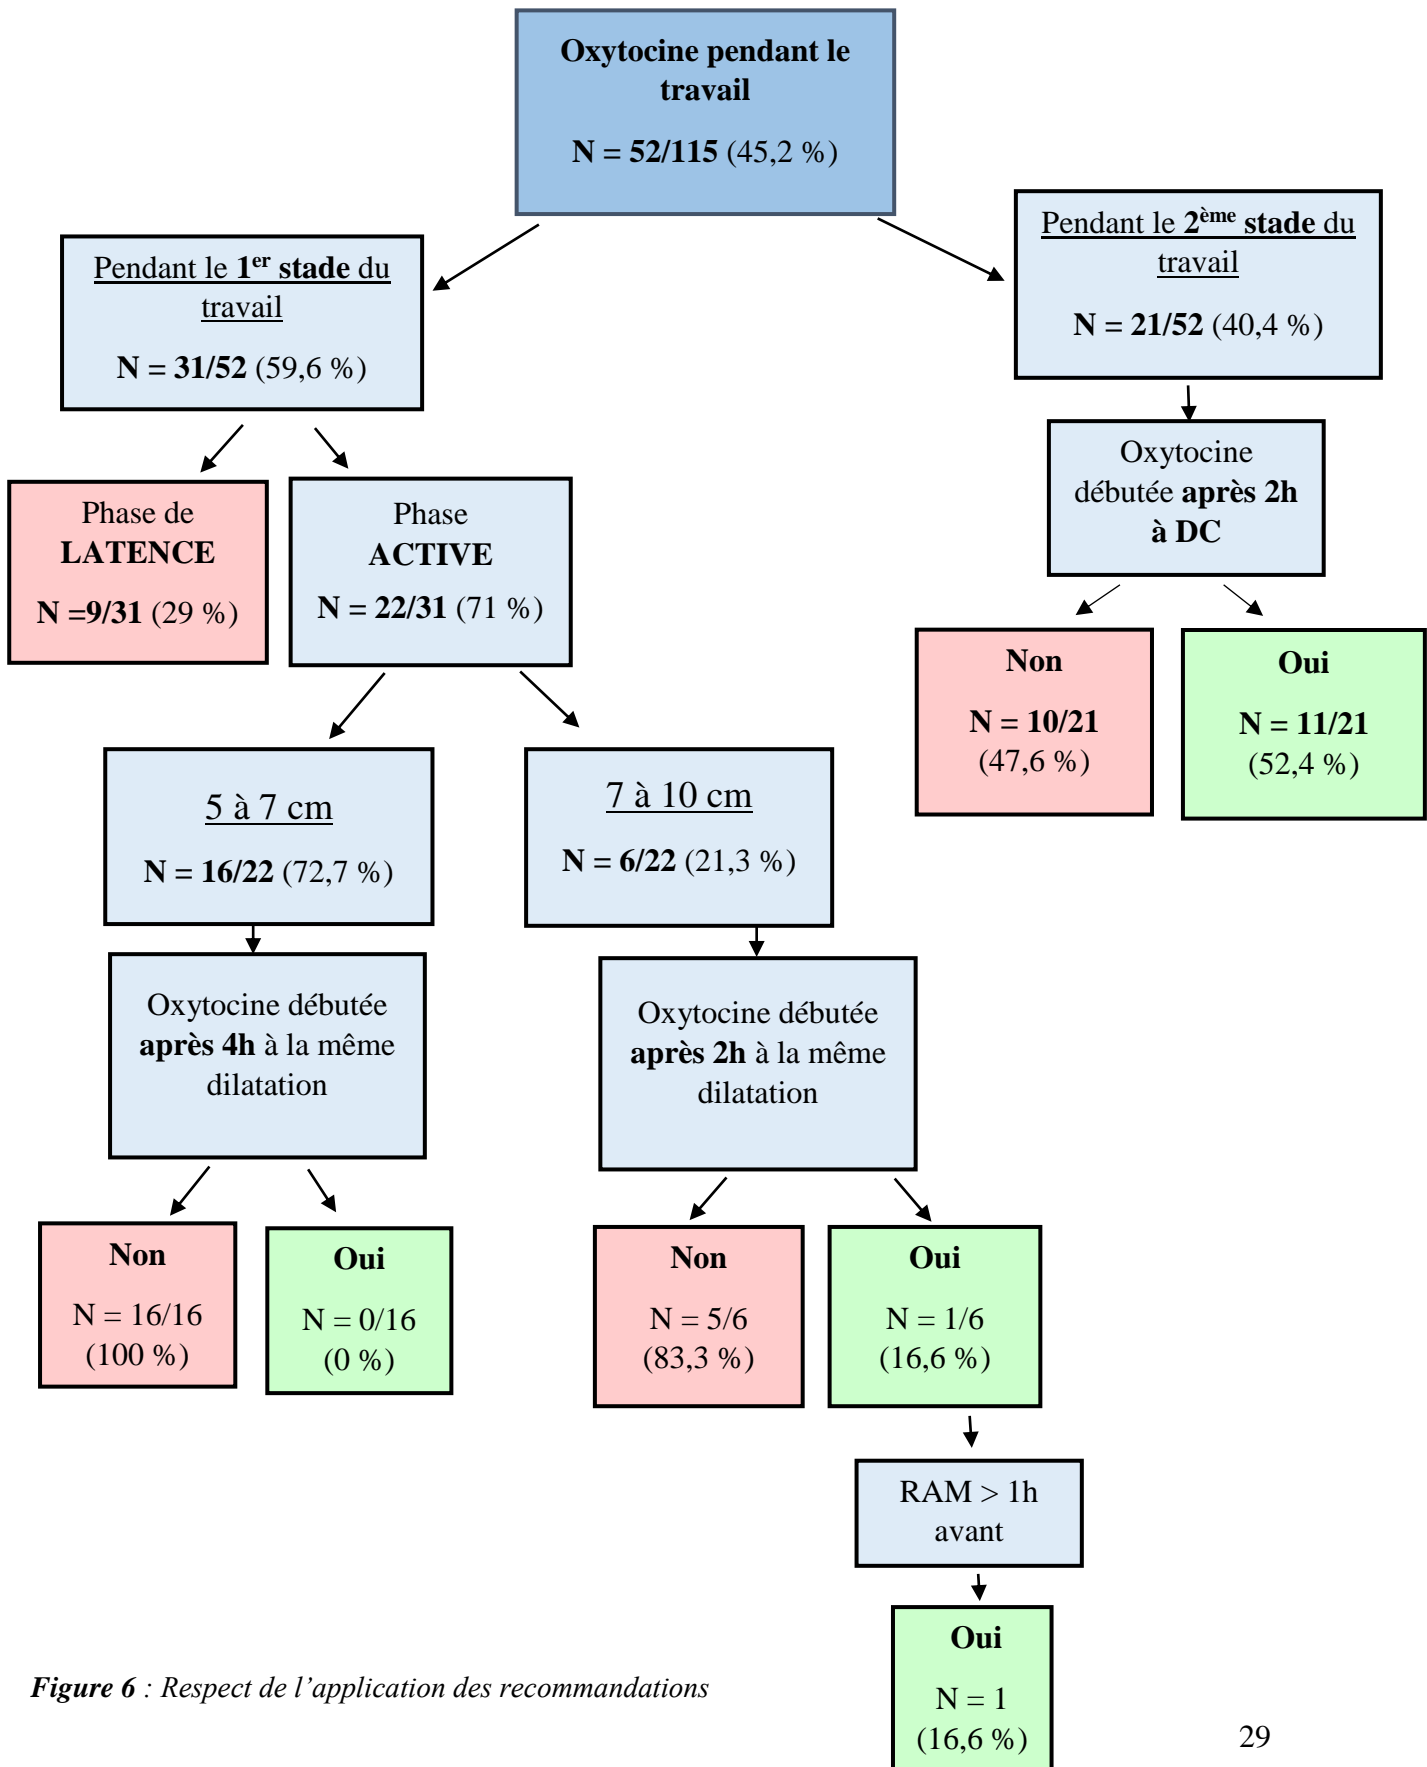 Oxytocine pendant le
travail
N = 52/115 (45,2 %)
Pendant le 1er stade du
travail
N = 31/52 (59,6 %)
Pendant le 2ème stade du
travail
N = 21/52 (40,4 %)
Phase de
LATENCE
N =9/31 (29 %)
Phase
ACTIVE
N = 22/31 (71 %)
Oxytocine
débutée après 2h
à DC
Non
N = 10/21
(47,6 %)
Oui
N = 11/21
(52,4 %)
5 à 7 cm
N = 16/22 (72,7 %)
7 à 10 cm
N = 6/22 (21,3 %)
Oxytocine débutée
après 4h à la même
dilatation
Oxytocine débutée
après 2h à la même
dilatation
Non
N = 16/16
(100 %)
Oui
N = 0/16
(0 %)
Non
N = 5/6
(83,3 %)
Oui
N = 1/6
(16,6 %)
RAM > 1h
avant
Oui
N = 1
(16,6 %)
Figure 6 : Respect de l’application des recommandations
29